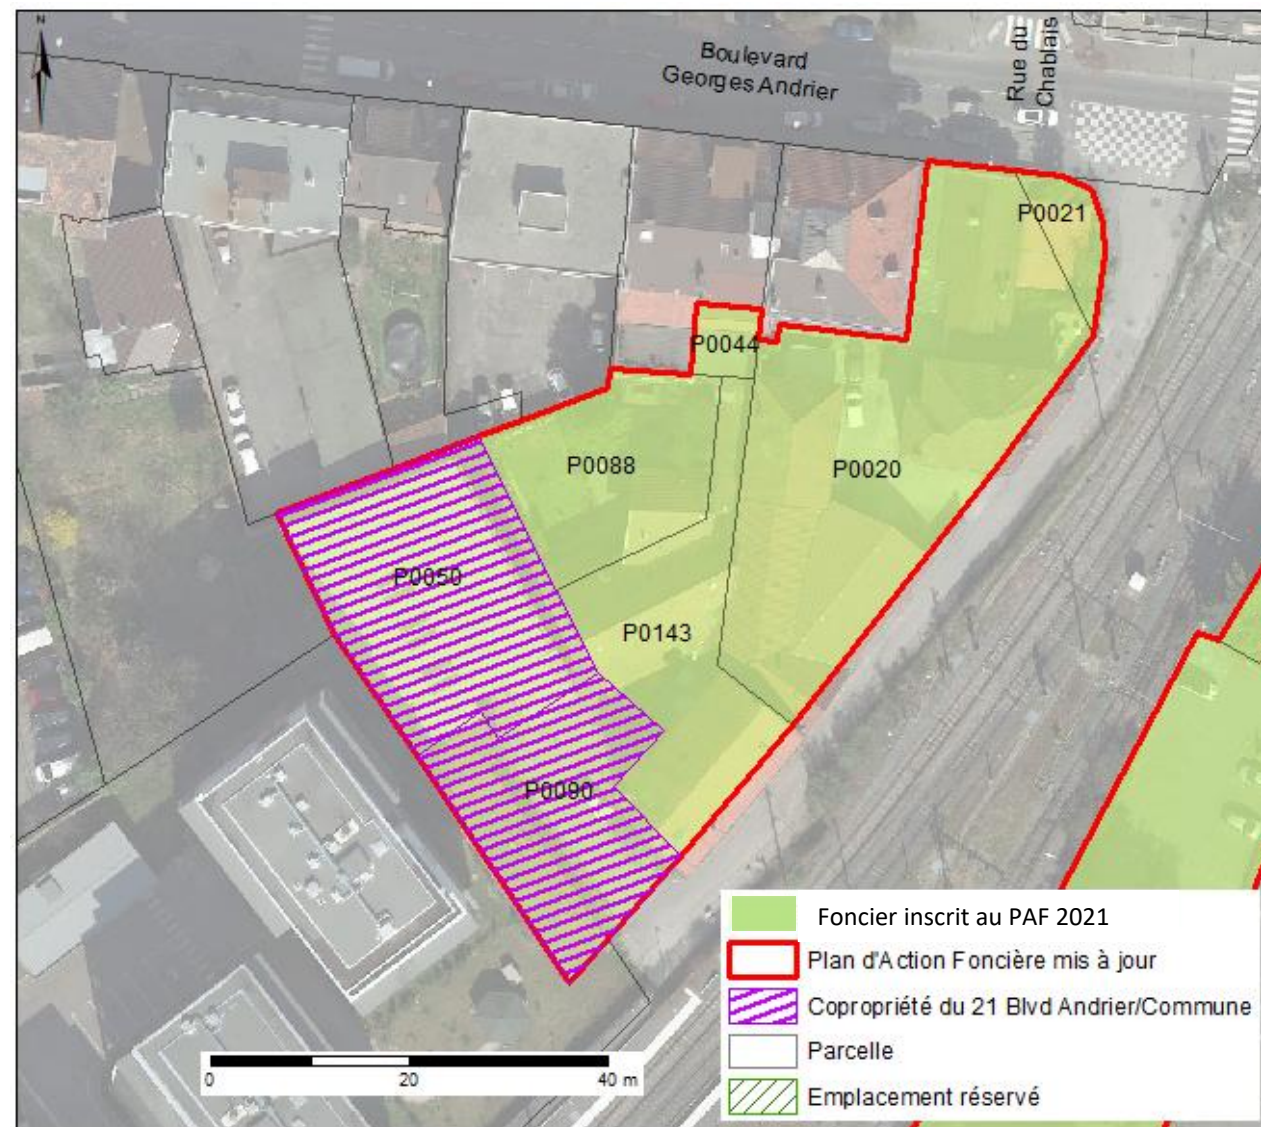 N
Boulevard
Georges Andrier
Rue du
Chablais
P0021
P0044
P0088
P0020
P0050
P0143
P0090
Foncier inscrit au PAF 2021
Plan d'Action Foncière mis à jour
Copropriété du 21 Blvd Andrier/Commune
Parcelle
Emplacement réservé
0 20 40 m